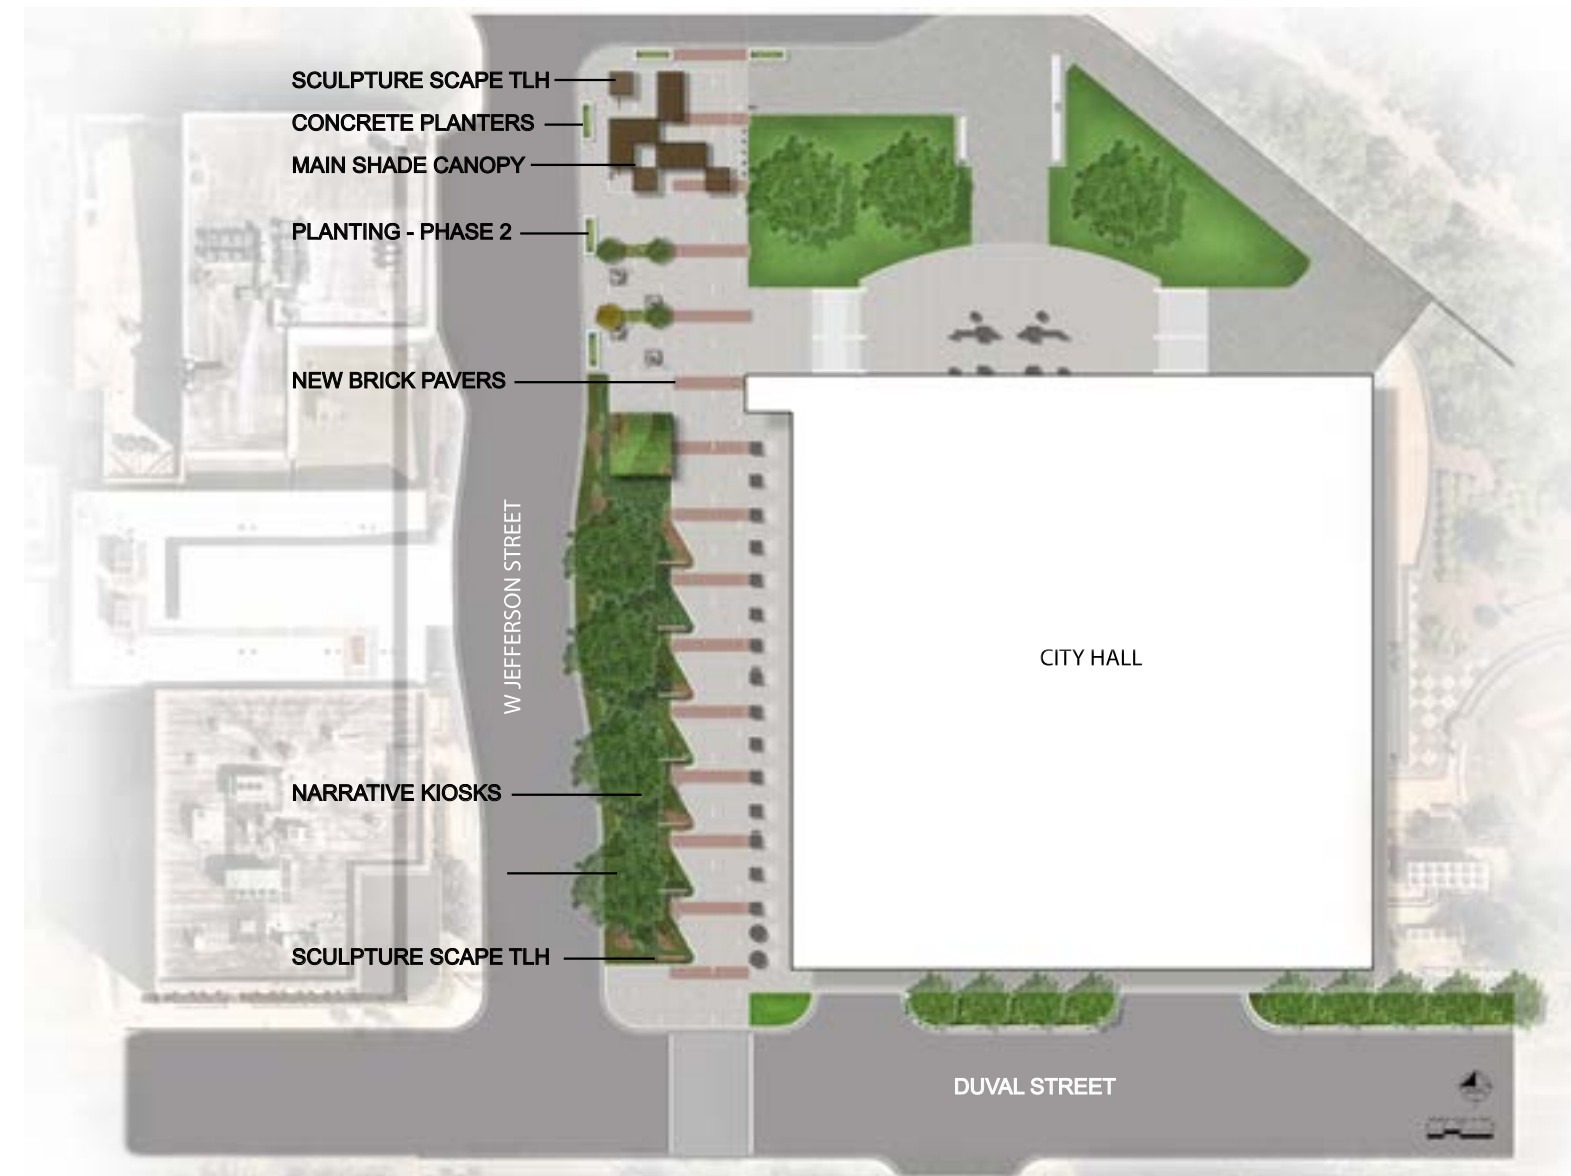 SCULPTURE SCAPE TLH
CONCRETE PLANTERS
MAIN SHADE CANOPY
PLANTING - PHASE 2
NEW BRICK PAVERS
W JEFFERSON STREET
CITY HALL
NARRATIVE KIOSKS
SCULPTURE SCAPE TLH
DUVAL STREET